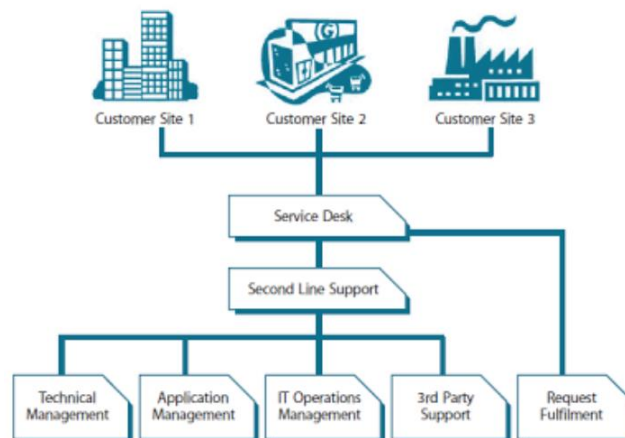 G
Customer Site 1
Customer Site 2
Customer Site 3
Service Desk
Second Line Support
Technical
Management
Application
Management
IT Operations
Management
3rd Party
Support
Request
Fulfilment